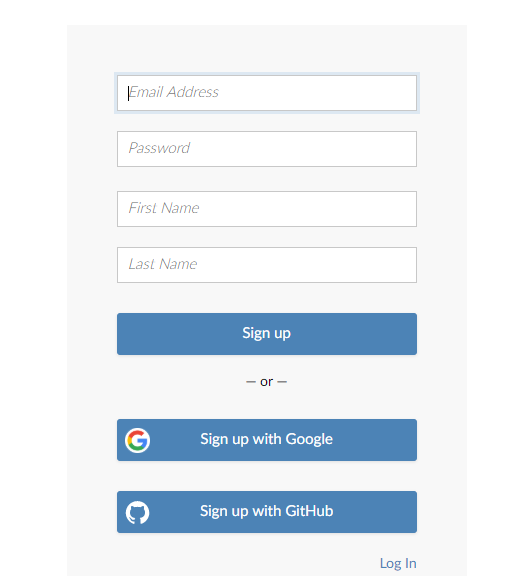 Email Address
Password
First Name
Last Name
Sign up
— or —
Sign up with Google
Sign up with GitHub
Log In